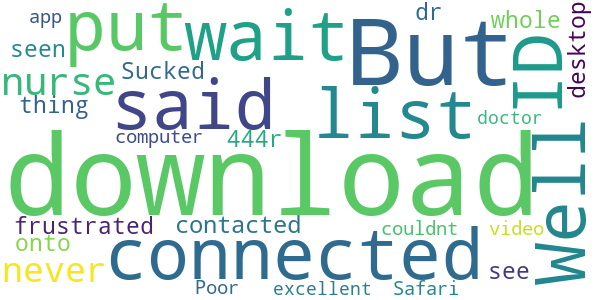 app
put
wait
dr
But
whole
ID
desktop
seen
nurse
Sucked
thing
said
list
computer
444r
doctor
well
download
frustrated
contacted
couldnt
video
onto
connected
never
see
Poor
excellent
Safari